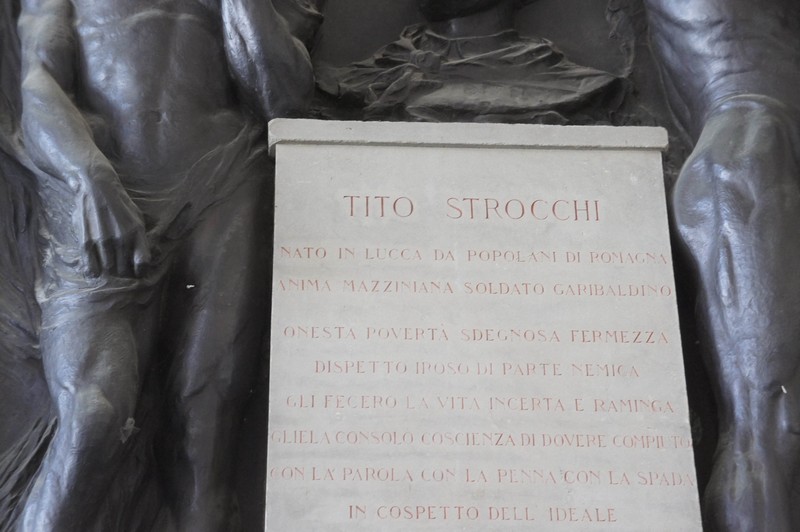 TITO STROCCHI
NATO IN LUCCA DA POPOLANI DI ROMAGNA
ANIMA MAZZINIANA SOLDATO GARIBALDINO
ONESTA POVERTÀ SDEGNOSA FERMEZZA
DISPETTO IROSO DI PARTE NEMICA
GLI FECERO LA VITA INCERTA E RAMINGA
GLIELA CONSOLÒ COSCIENZA DI DOVERE COMPIUTO
CON LA PAROLA CON LA PENNA CON LA SPADA
IN COSPETTO DELL IDEALE